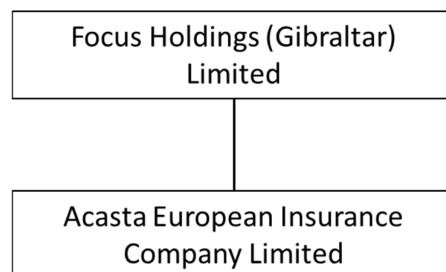 Focus Holdings (Gibraltar)
Limited
Acasta European Insurance
Company Limited